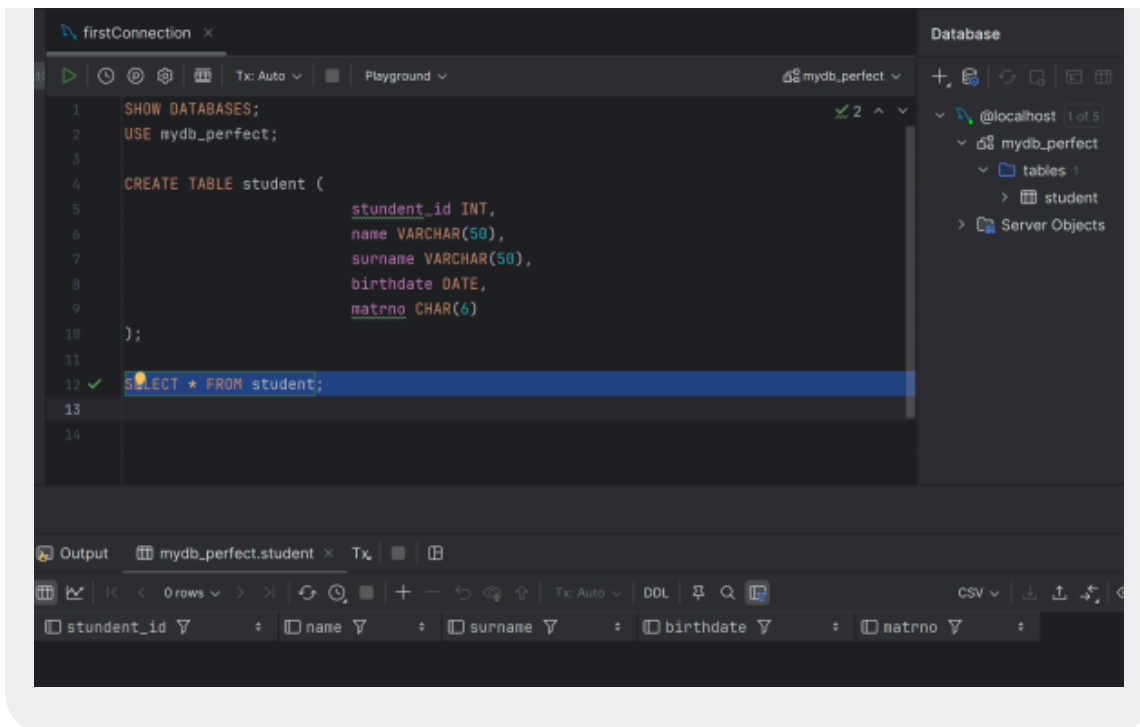 firstConnection ×
Database
Tx: Auto
Playground
mydb_perfect
1 SHOW DATABASES;
2
2 USE mydb_perfect;
3
4 CREATE TABLE student (
5 stundent_id INT,
6 name VARCHAR(50),
7 surname VARCHAR(50),
8 birthdate DATE,
9 matrno CHAR(6)
10 );
11
12 SELECT * FROM student;
13
14
@localhost 1 of 5
mydb_perfect
tables 1
student
Server Objects
Output mydb_perfect.student × Tx
0 rows Tx: Auto DDL CSV
stundent_id name surname birthdate matrno